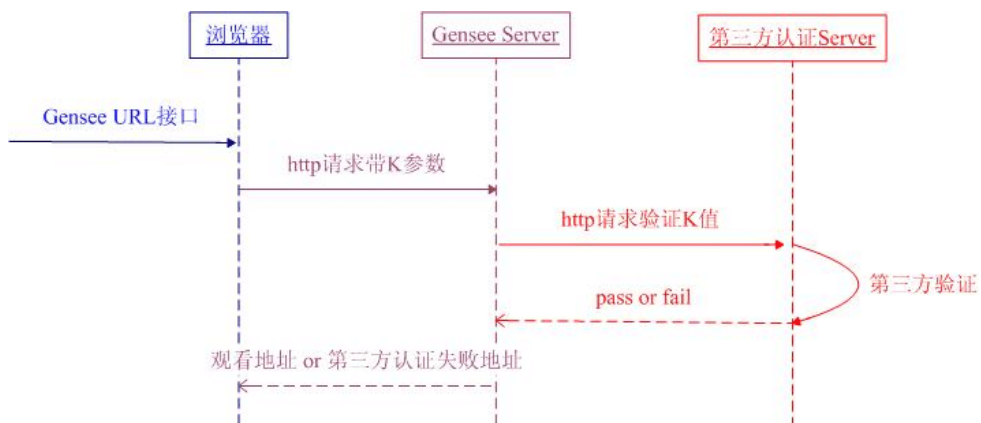 浏览器
Gensee Server
第三方认证Server
Gensee URL接口
http请求带K参数
http请求验证K值
第三方验证
pass or fail
观看地址 or 第三方认证失败地址